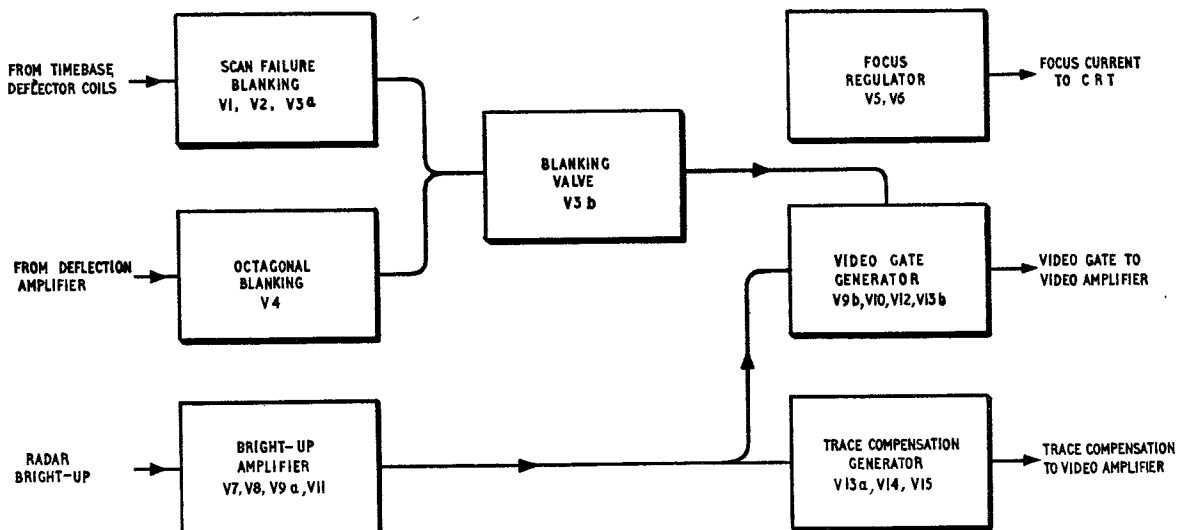 FROM TIMEBASE
DEFLECTOR COILS
SCAN FAILURE
BLANKING
V1, V2, V3a
FOCUS
REGULATOR
V5, V6
FOCUS CURRENT
TO CRT
BLANKING
VALVE
V3b
FROM DEFLECTION
AMPLIFIER
OCTAGONAL
BLANKING
V4
VIDEO GATE
GENERATOR
V9b, V10, V12, V13b
VIDEO GATE TO
VIDEO AMPLIFIER
RADAR
BRIGHT-UP
BRIGHT-UP
AMPLIFIER
V7, V8, V9a, V11
TRACE COMPENSATION
GENERATOR
V13a, V14, V15
TRACE COMPENSATION
TO VIDEO AMPLIFIER